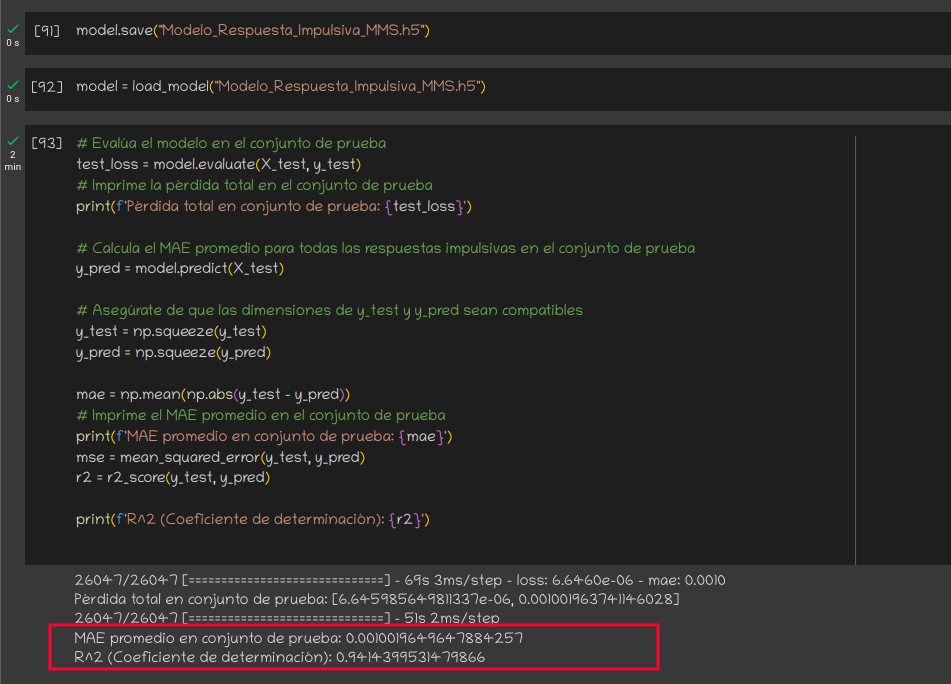 [91] model.save("Modelo_Respuesta_Impulsiva_MMS.h5")
0 s
[92] model = load_model("Modelo_Respuesta_Impulsiva_MMS.h5")
0 s
[93] # Evalúa el modelo en el conjunto de prueba
2
min
test_loss = model.evaluate(X_test, y_test)
# Imprime la pérdida total en el conjunto de prueba
print(f'Pérdida total en conjunto de prueba: {test_loss}')
# Calcula el MAE promedio para todas las respuestas impulsivas en el conjunto de prueba
y_pred = model.predict(X_test)
# Asegúrate de que las dimensiones de y_test y y_pred sean compatibles
y_test = np.squeeze(y_test)
y_pred = np.squeeze(y_pred)
mae = np.mean(np.abs(y_test - y_pred))
# Imprime el MAE promedio en el conjunto de prueba
print(f'MAE promedio en conjunto de prueba: {mae}')
mse = mean_squared_error(y_test, y_pred)
r2 = r2_score(y_test, y_pred)
print(f'R^2 (Coeficiente de determinación): {r2}')
26047/26047 [==============================] - 69s 3ms/step - loss: 6.6460e-06 - mae: 0.0010
Pérdida total en conjunto de prueba: [6.645985649811337e-06, 0.001001963741146028]
26047/26047 [==============================] - 51s 2ms/step
MAE promedio en conjunto de prueba: 0.0010019649647884257
R^2 (Coeficiente de determinación): 0.9414399531479866